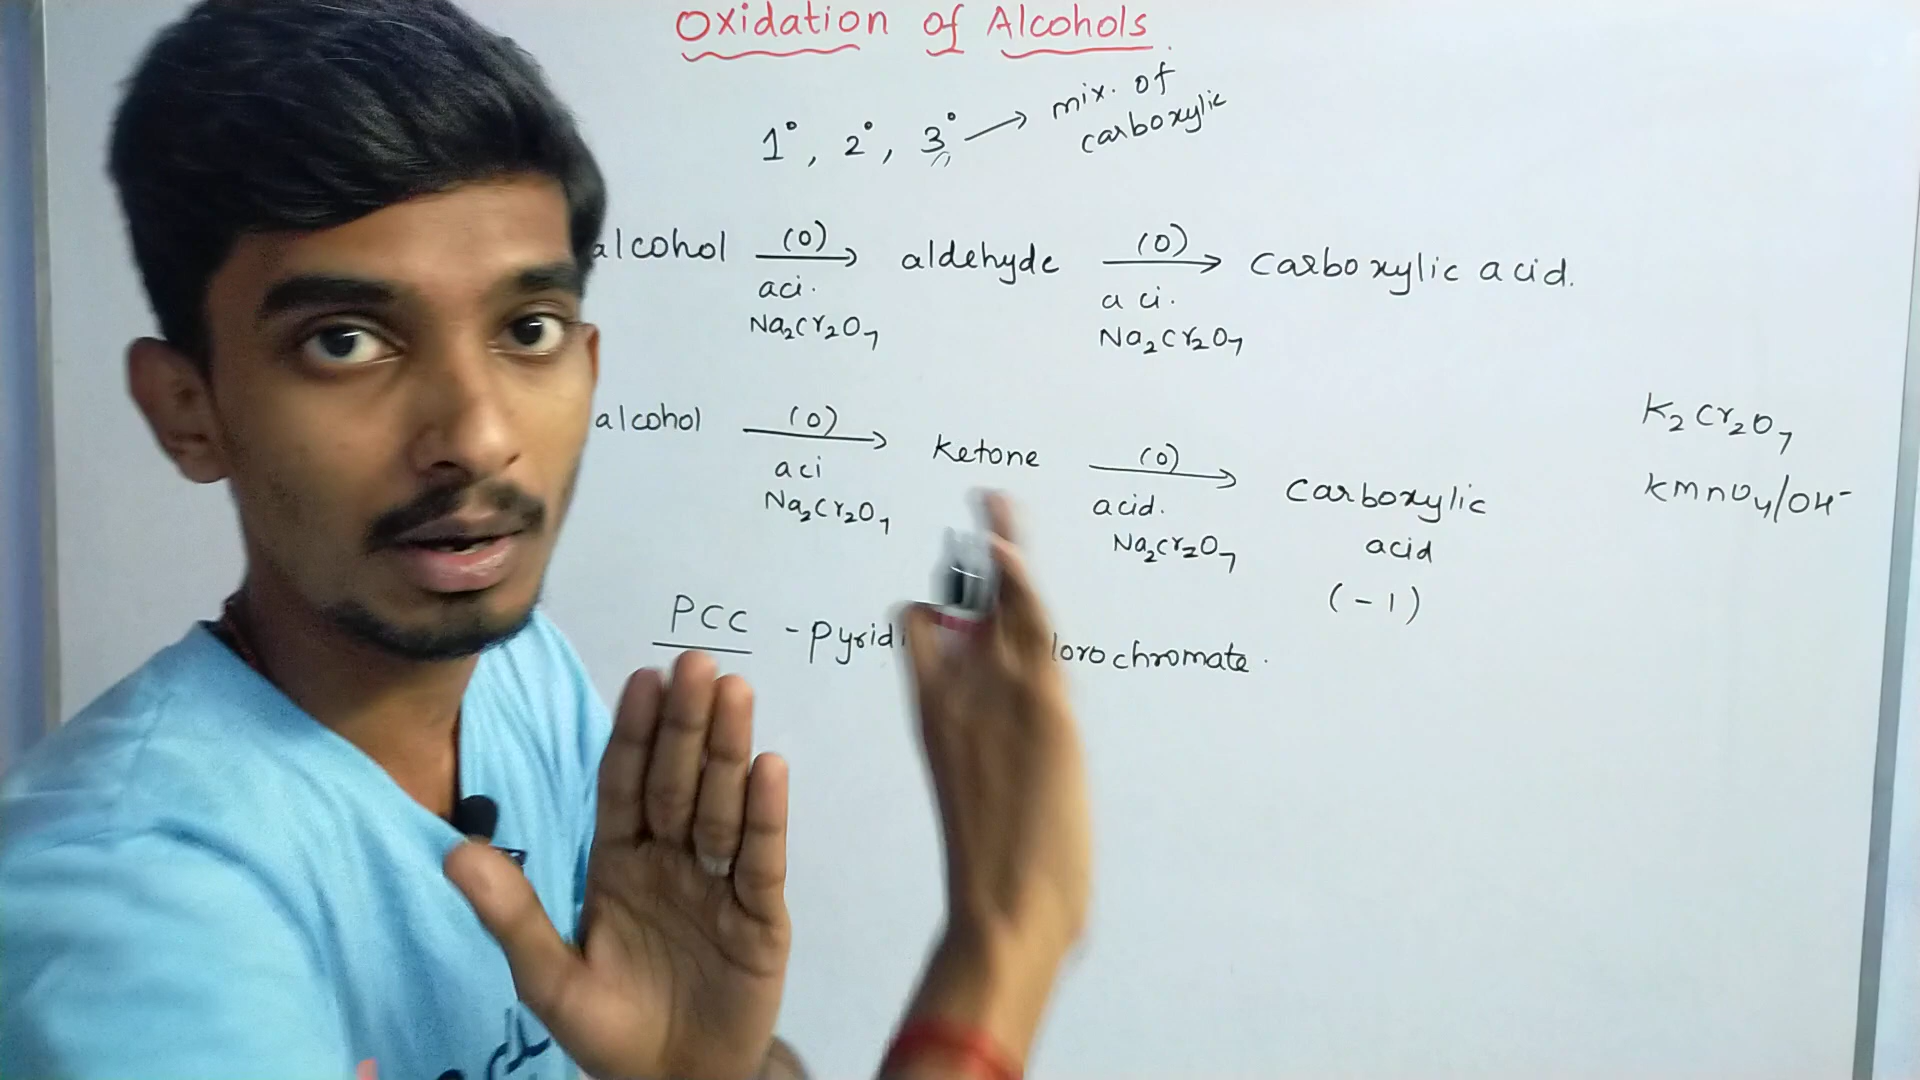 Oxidation of Alcohols.
1°, 2°, 3° → mix. of
carboxylic
alcohol (O) → aldehyde (O) → Carboxylic acid.
aci. aci.
Na2Cr2O7 Na2Cr2O7
alcohol (O) → Ketone (O) → Carboxylic
aci acid. acid
Na2Cr2O7 Na2Cr2O7 (-1)
K2Cr2O7
KMnO4/OH-
PCC - Pyridi lorochromate.